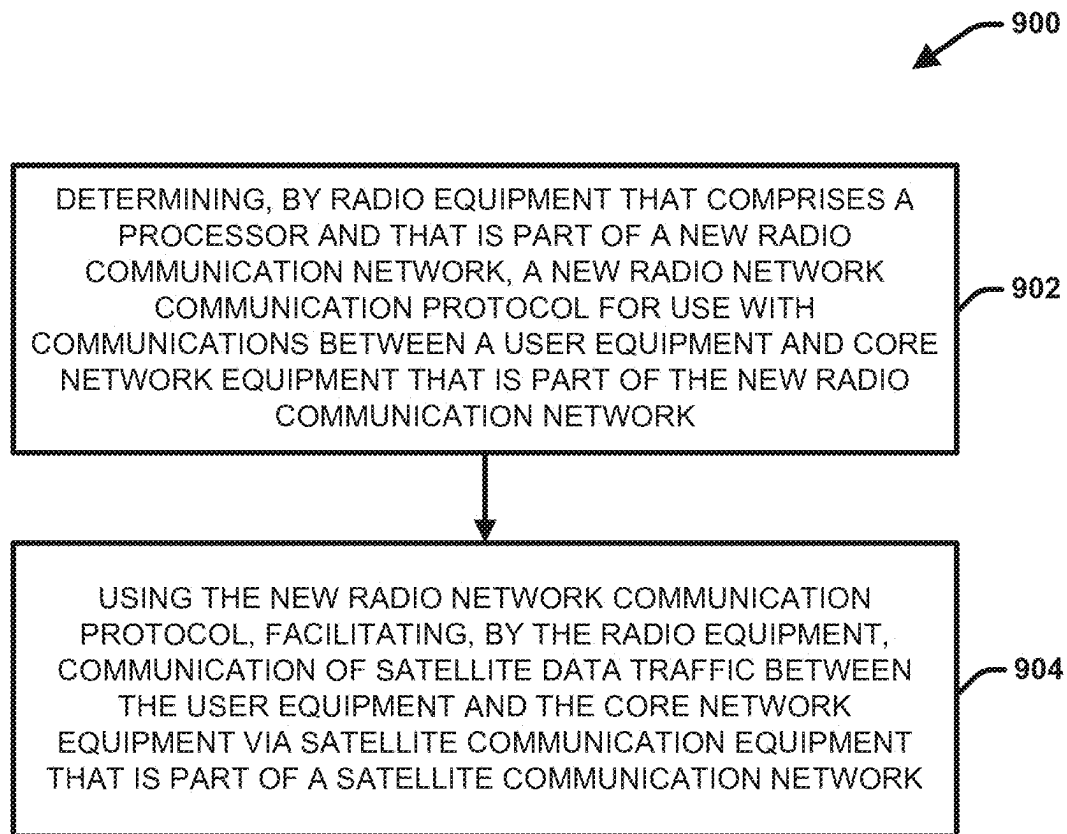 900
DETERMINING, BY RADIO EQUIPMENT THAT COMPRISES A
PROCESSOR AND THAT IS PART OF A NEW RADIO
COMMUNICATION NETWORK, A NEW RADIO NETWORK
COMMUNICATION PROTOCOL FOR USE WITH
COMMUNICATIONS BETWEEN A USER EQUIPMENT AND CORE
NETWORK EQUIPMENT THAT IS PART OF THE NEW RADIO
COMMUNICATION NETWORK
902
USING THE NEW RADIO NETWORK COMMUNICATION
PROTOCOL, FACILITATING, BY THE RADIO EQUIPMENT,
COMMUNICATION OF SATELLITE DATA TRAFFIC BETWEEN
THE USER EQUIPMENT AND THE CORE NETWORK
EQUIPMENT VIA SATELLITE COMMUNICATION EQUIPMENT
THAT IS PART OF A SATELLITE COMMUNICATION NETWORK
904